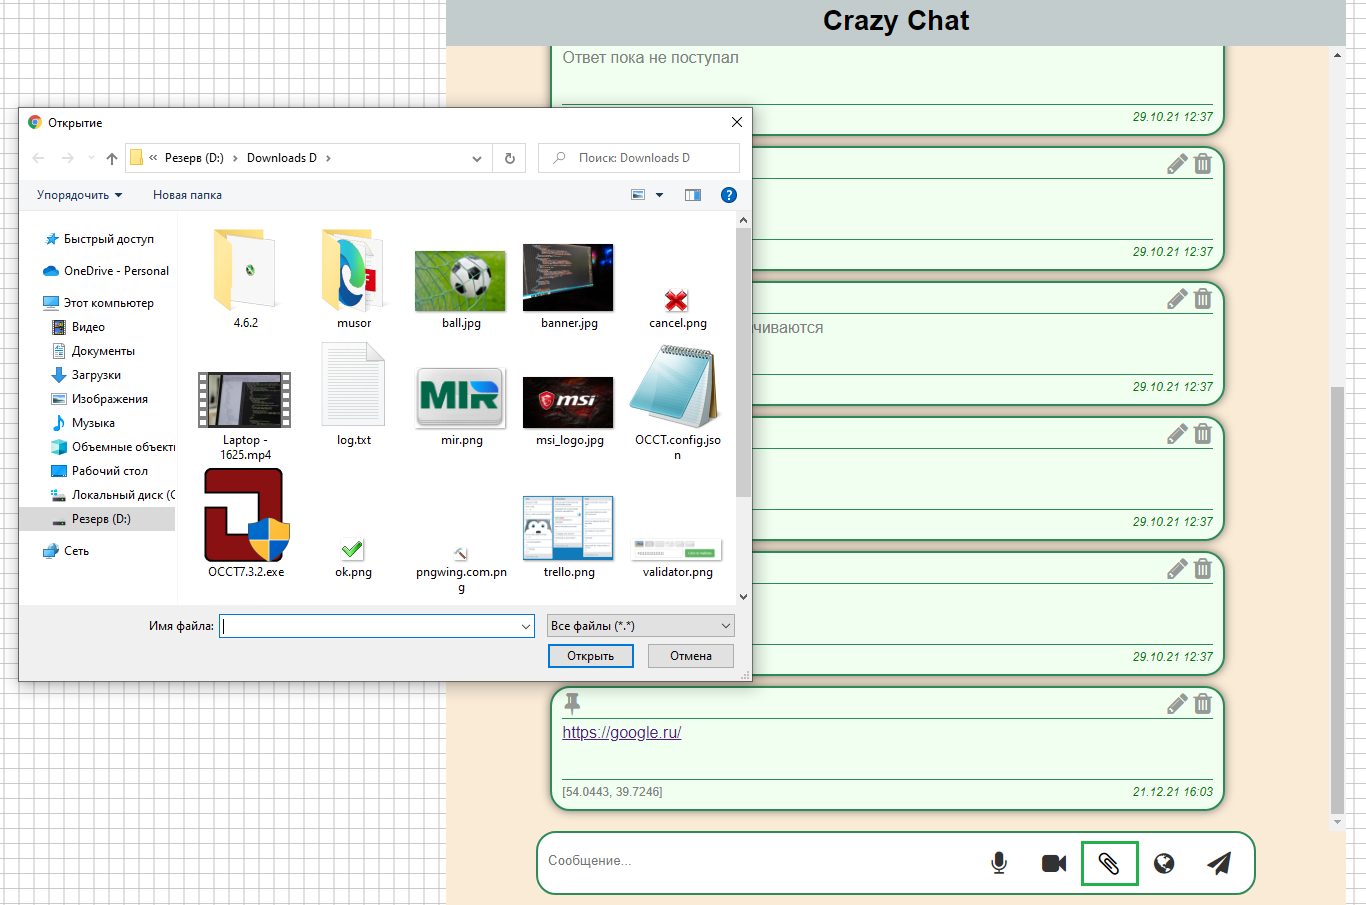 Crazy Chat
Ответ пока не поступал
29.10.21 12:37
Открытие
« Резерв (D:) › Downloads D ›
Поиск: Downloads D
Упорядочить
Новая папка
?
Быстрый доступ
OneDrive - Personal
Этот компьютер
Видео
Документы
Загрузки
Изображения
Музыка
Объемные объекты
Рабочий стол
Локальный диск (C
Резерв (D:)
Сеть
4.6.2
musor
ball.jpg
banner.jpg
cancel.png
Laptop -
1625.mp4
log.txt
MIR
mir.png
msi
msi_logo.jpg
OCCT.config.jso
n
OCCT7.3.2.exe
ok.png
pngwing.com.pn
g
trello.png
validator.png
Имя файла:
Все файлы (*.*)
Открыть
Отмена
29.10.21 12:37
чиваются
29.10.21 12:37
29.10.21 12:37
29.10.21 12:37
https://google.ru/
[54.0443, 39.7246]
21.12.21 16:03
Сообщение...